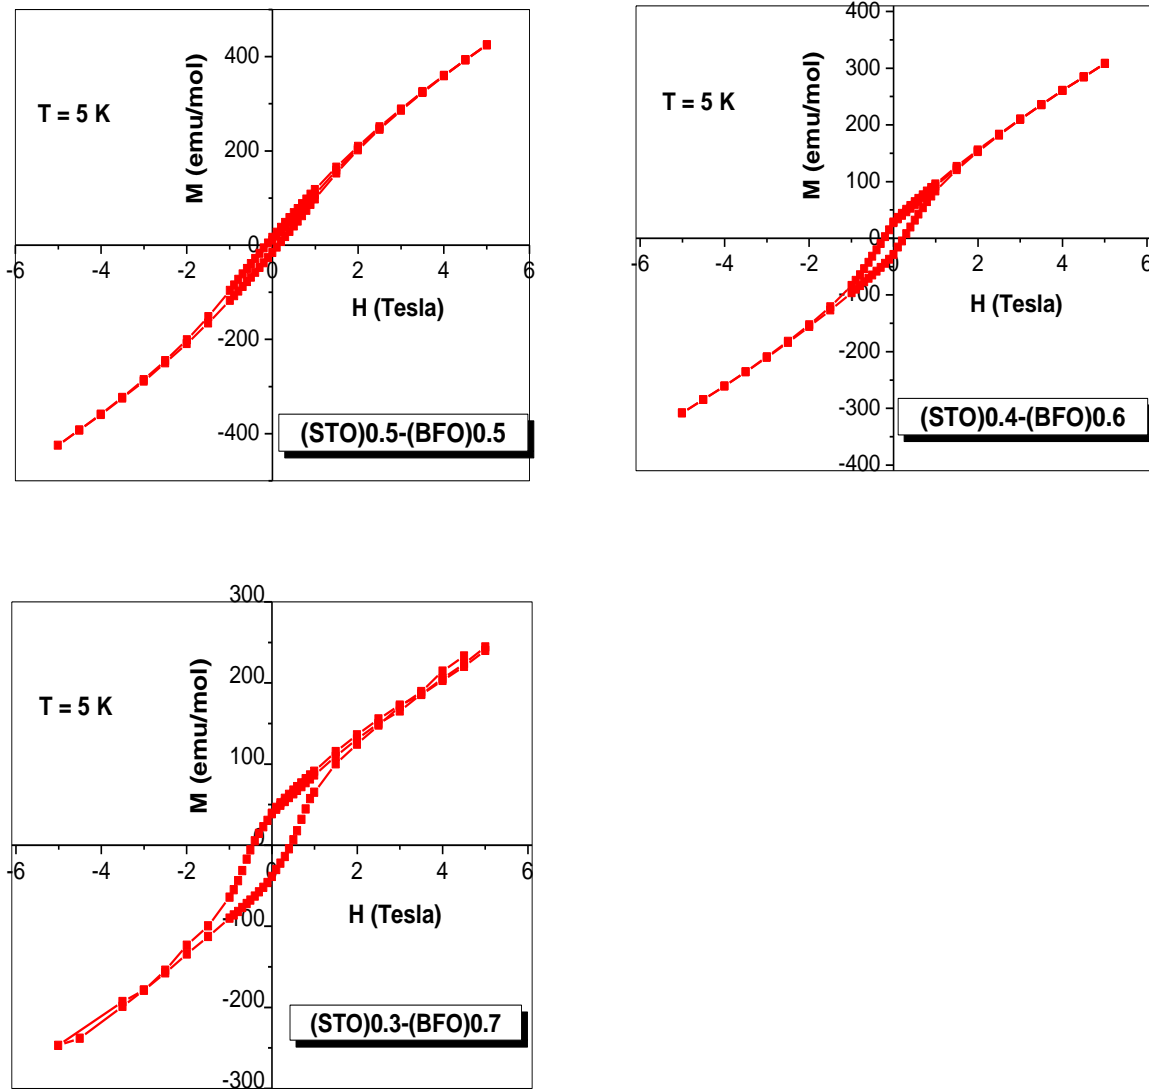 400
T = 5 K
M (emu/mol)
200
0
-6 -4 -2 0 2 4 6
H (Tesla)
-200
-400
(STO)0.5-(BFO)0.5
400
300
T = 5 K
M (emu/mol)
200
100
0
-6 -4 -2 0 2 4 6
-100
H (Tesla)
-200
-300
(STO)0.4-(BFO)0.6
-400
300
M (emu/mol)
200
T = 5 K
100
0
-6 -4 -2 0 2 4 6
H (Tesla)
-100
-200
(STO)0.3-(BFO)0.7
-300